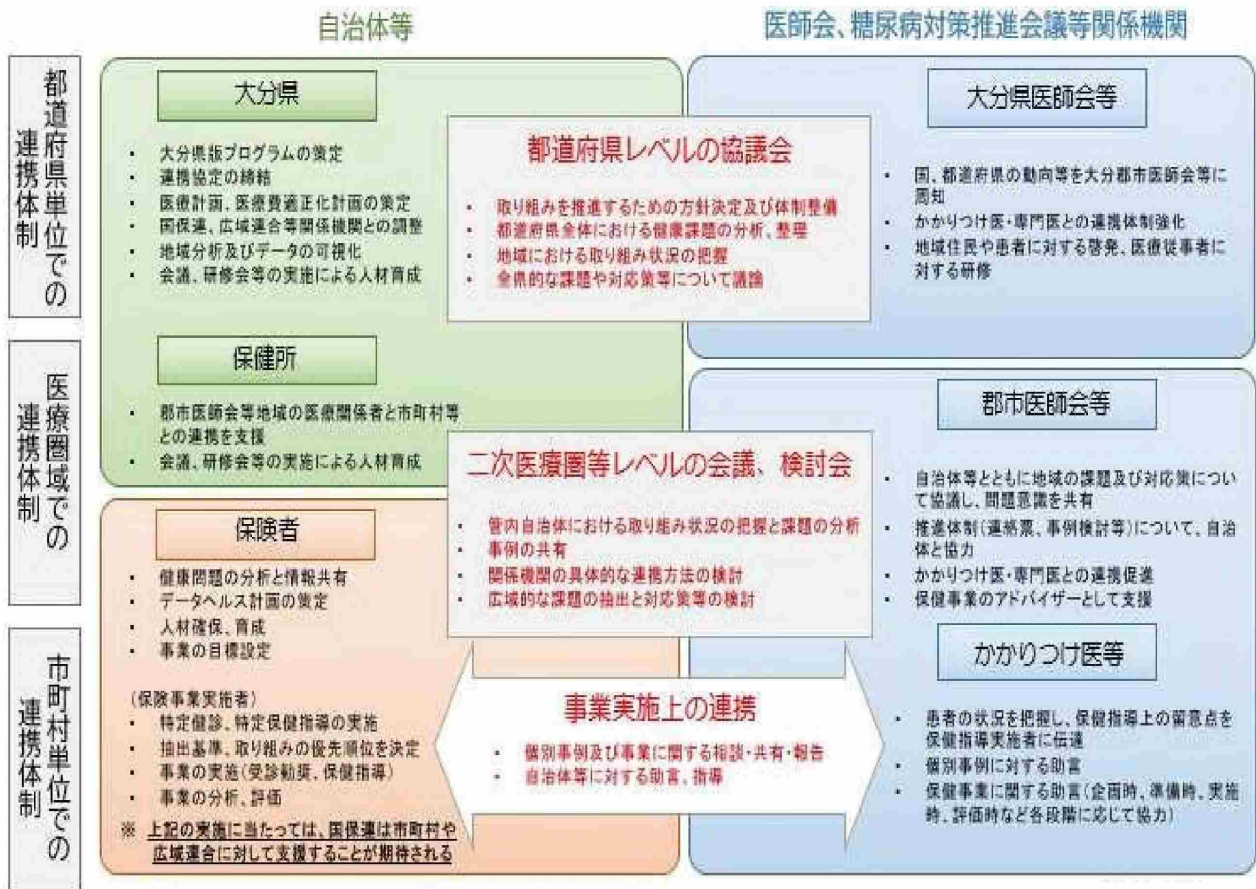 自治体等
医師会、糖尿病対策推進会議等関係機関
都道府県単位での
連携体制
大分県
・ 大分県版プログラムの策定
・ 連携協定の締結
・ 医療計画、医療費適正化計画の策定
・ 国保連、広域連合等関係機関との調整
・ 地域分析及びデータの可視化
・ 会議、研修会等の実施による人材育成
都道府県レベルの協議会
・ 取り組みを推進するための方針決定及び体制整備
・ 都道府県全体における健康課題の分析、整理
・ 地域における取り組み状況の把握
・ 全県的な課題や対応策等について議論
大分県医師会等
・ 国、都道府県の動向等を大分郡市医師会等に
周知
・ かかりつけ医・専門医との連携体制強化
・ 地域住民や患者に対する啓発、医療従事者に
対する研修
医療圏域での
連携体制
保健所
・ 郡市医師会等地域の医療関係者と市町村等
との連携を支援
・ 会議、研修会等の実施による人材育成
二次医療圏等レベルの会議、検討会
・ 管内自治体における取り組み状況の把握と課題の分析
・ 事例の共有
・ 関係機関の具体的な連携方法の検討
・ 広域的な課題の抽出と対応策等の検討
郡市医師会等
・ 自治体等とともに地域の課題及び対応策につい
て協議し、問題意識を共有
・ 推進体制(連絡票、事例検討等)について、自治
体と協力
・ かかりつけ医・専門医との連携促進
・ 保健事業のアドバイザーとして支援
保険者
・ 健康問題の分析と情報共有
・ データヘルス計画の策定
・ 人材確保、育成
・ 事業の目標設定
(保険事業実施者)
・ 特定健診、特定保健指導の実施
・ 抽出基準、取り組みの優先順位を決定
・ 事業の実施(受診勧奨、保健指導)
・ 事業の分析、評価
※ 上記の実施に当たっては、国保連は市町村や
広域連合に対して支援することが期待される
市町村単位での
連携体制
事業実施上の連携
・ 個別事例及び事業に関する相談・共有・報告
・ 自治体等に対する助言、指導
かかりつけ医等
・ 患者の状況を把握し、保健指導上の留意点を
保健指導実施者に伝達
・ 個別事例に対する助言
・ 保健事業に関する助言(企画時、準備時、実施
時、評価時など各段階に応じて協力)